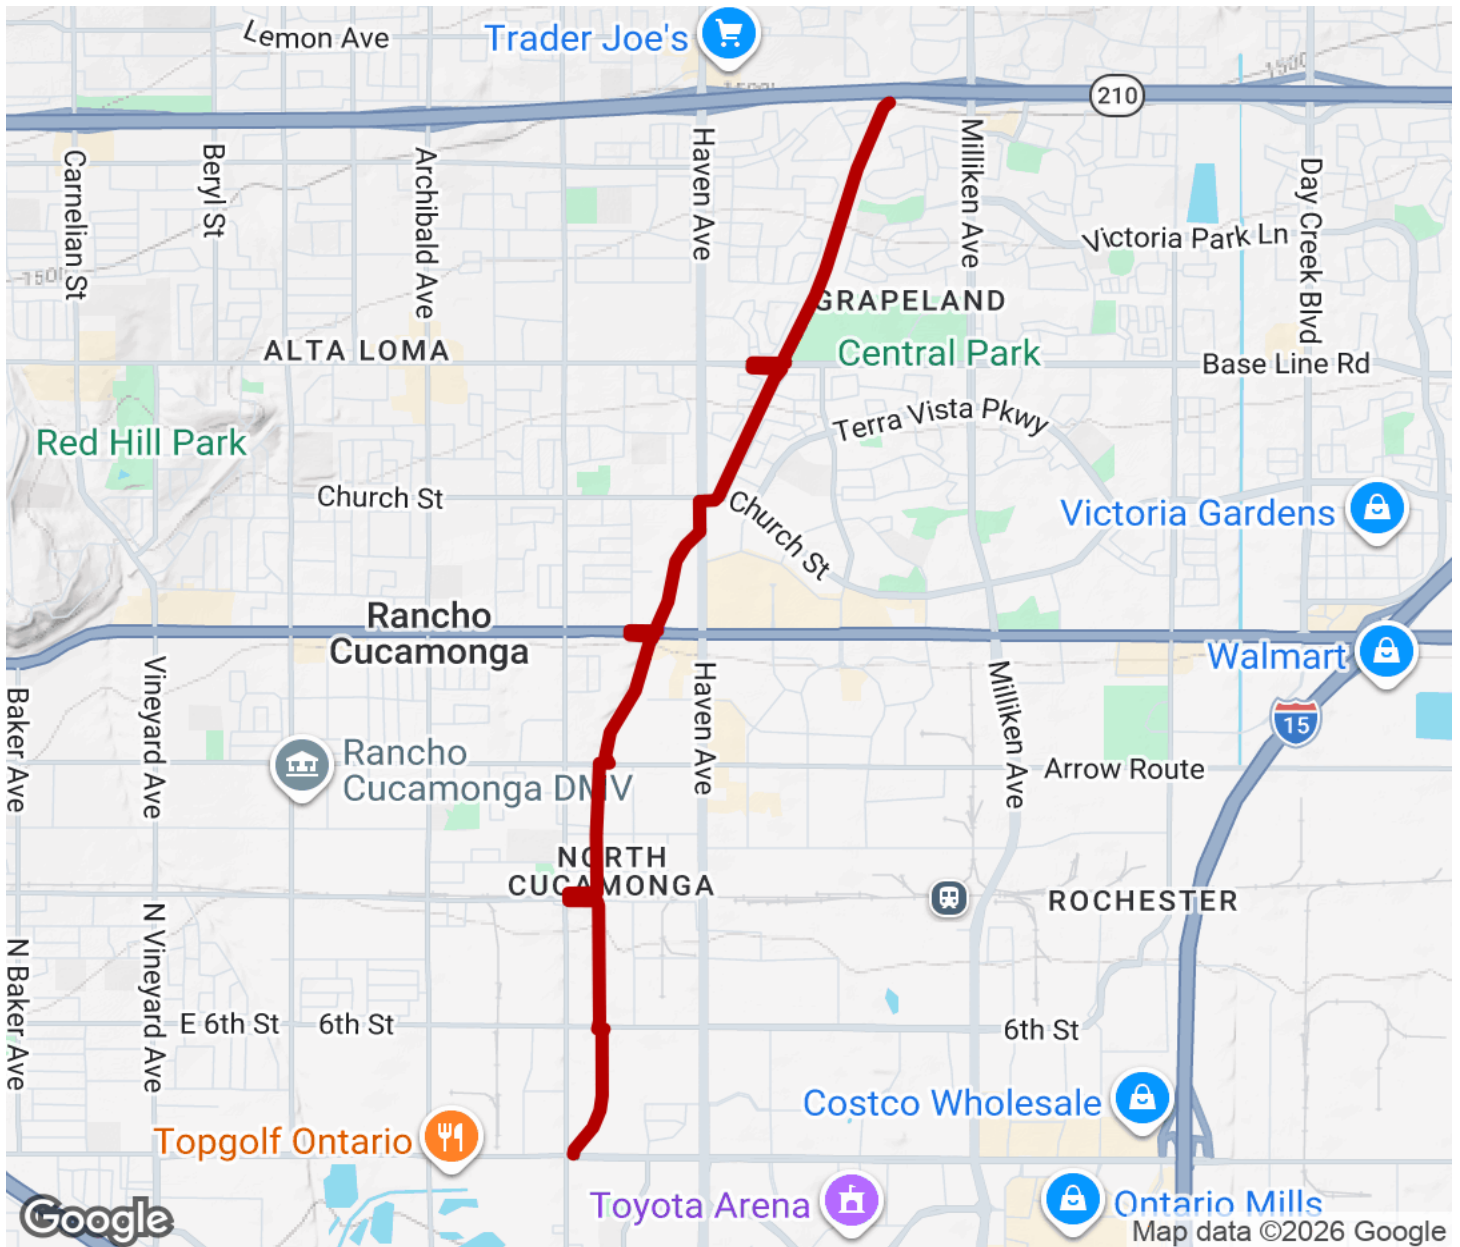 Lemon Ave
Trader Joe's
1500
1500
210
Carnelian St
Beryl St
Archibald Ave
Haven Ave
Milliken Ave
Day Creek Blvd
Victoria Park Ln
GRAPELAND
ALTA LOMA
Central Park
Base Line Rd
Terra Vista Pkwy
Red Hill Park
Church St
Church St
Victoria Gardens
Rancho
Cucamonga
Walmart
Baker Ave
Vineyard Ave
Haven Ave
Milliken Ave
15
Rancho
Cucamonga DMV
Arrow Route
NORTH
CUCAMONGA
ROCHESTER
N Baker Ave
N Vineyard Ave
E 6th St
6th St
6th St
Costco Wholesale
Topgolf Ontario
Toyota Arena
Ontario Mills
Google
Map data ©2026 Google